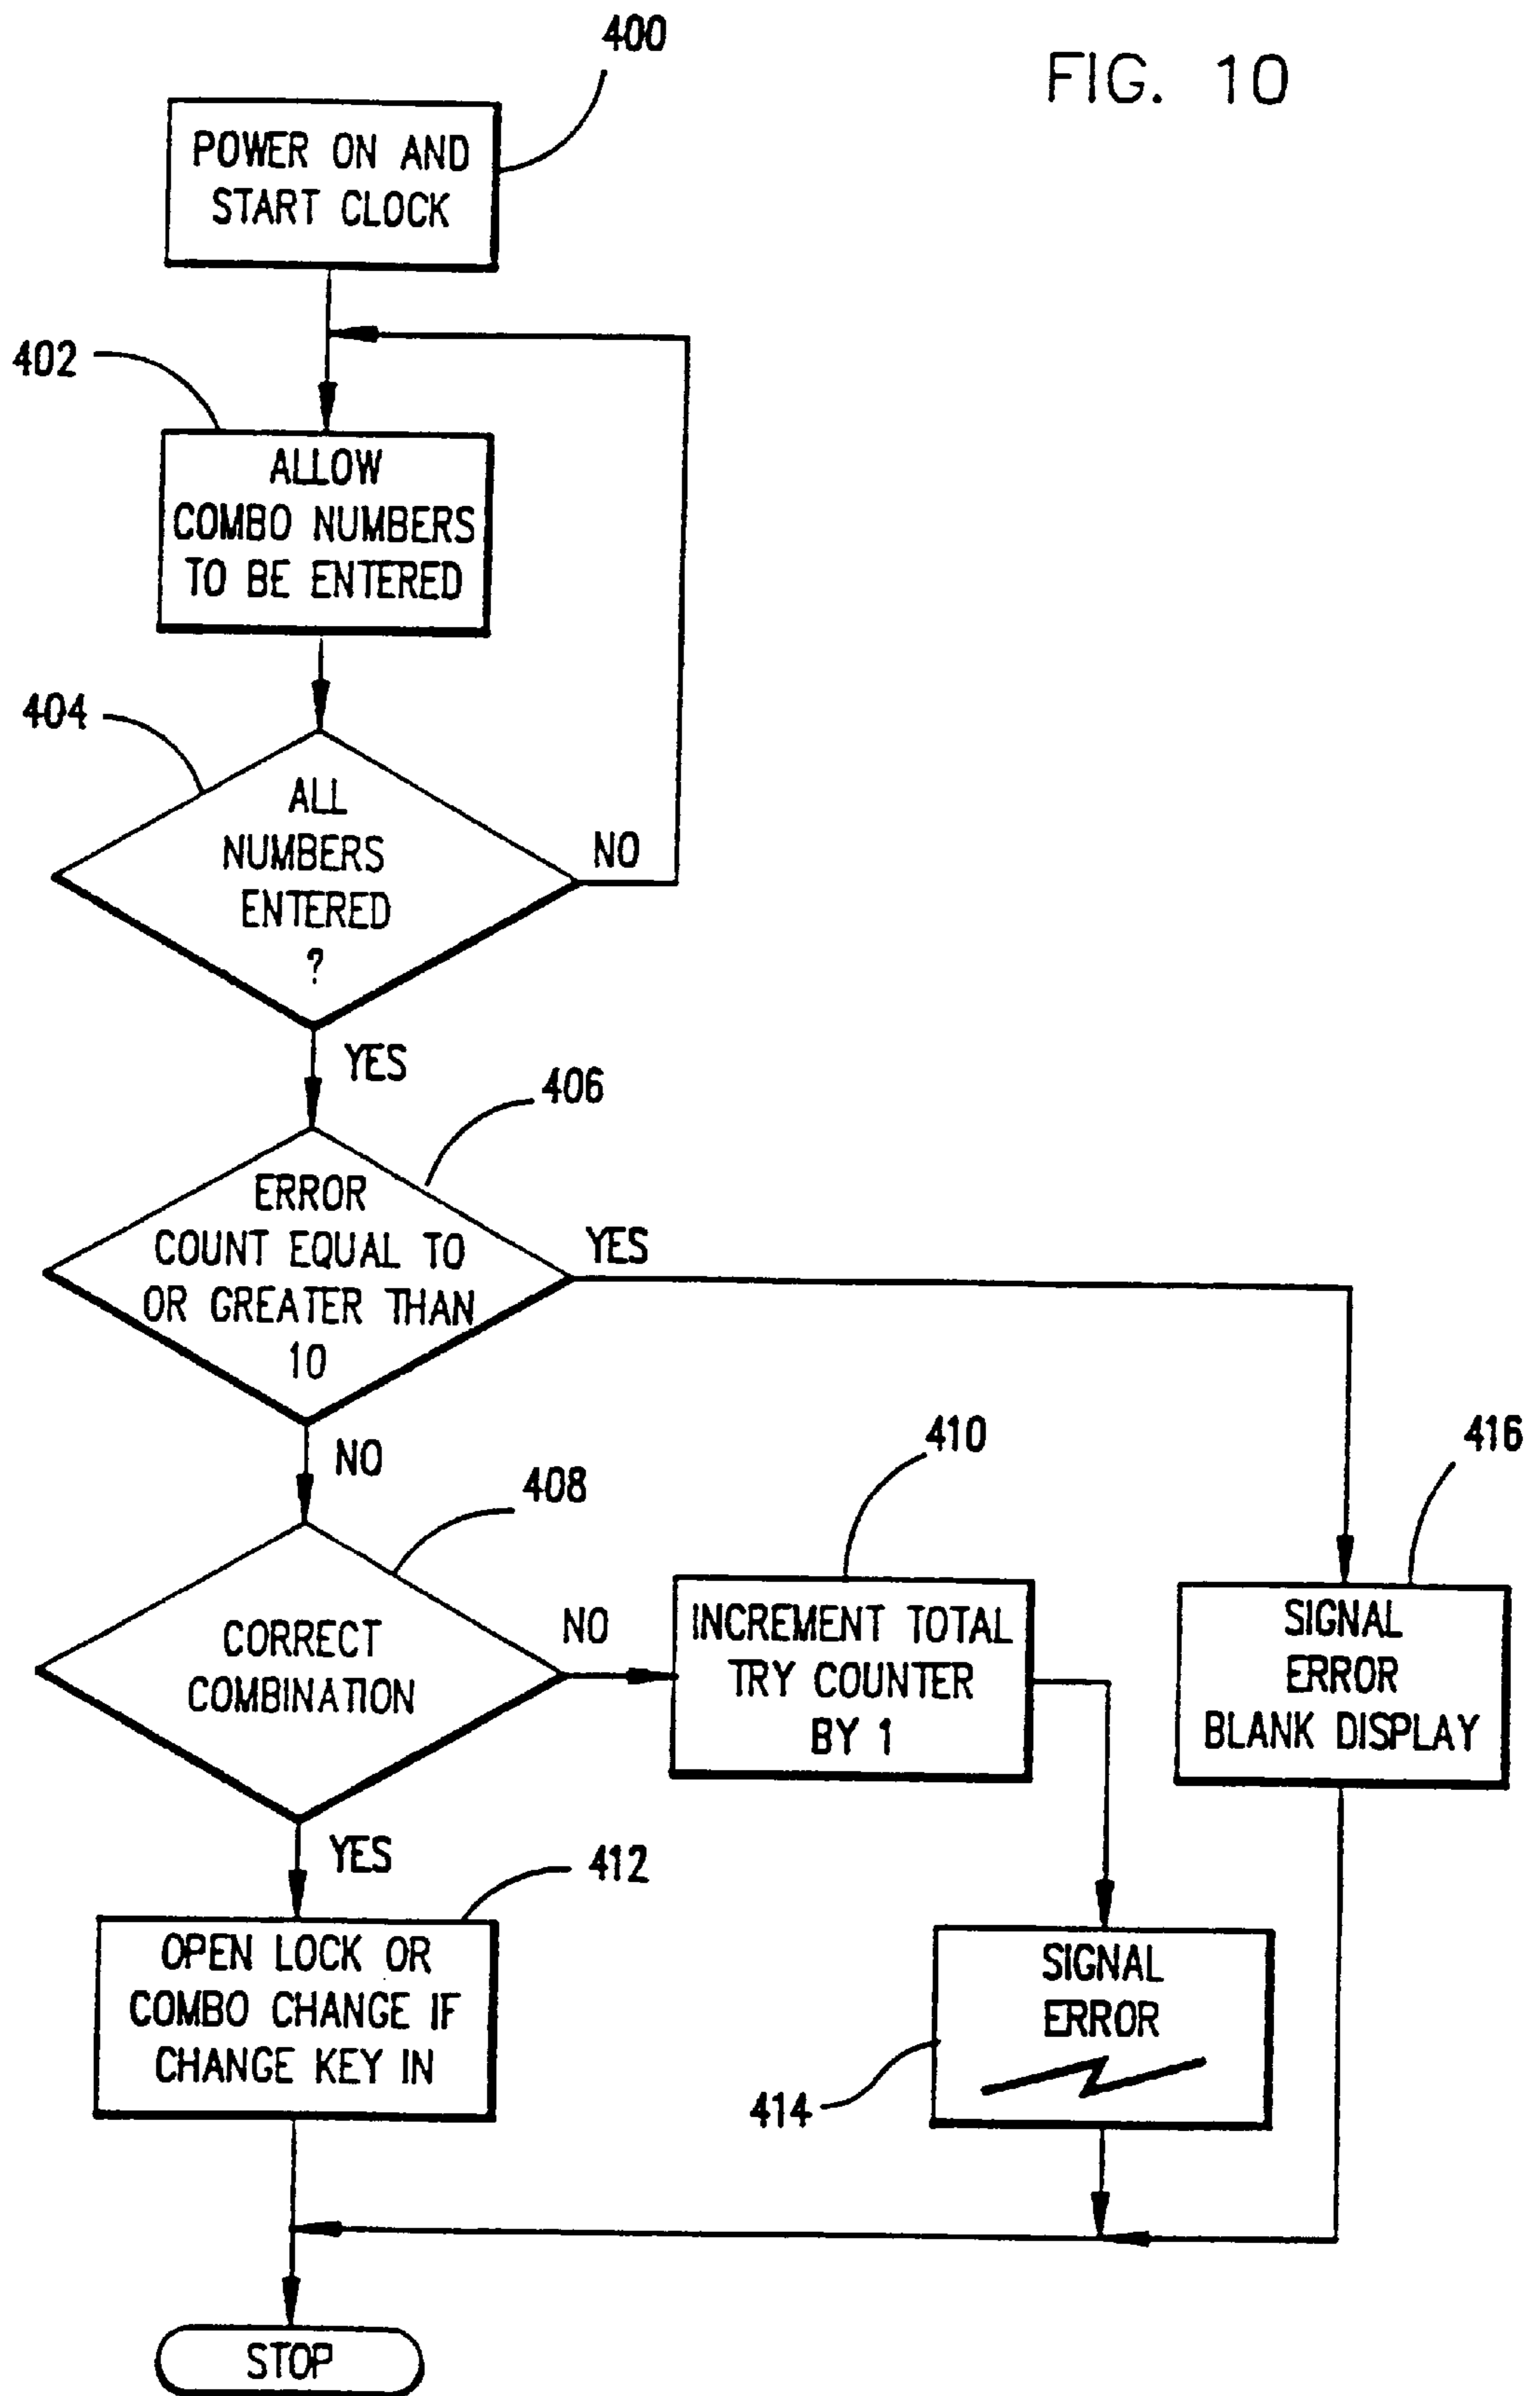 400
FIG. 10
POWER ON AND
START CLOCK
402
ALLOW
COMBO NUMBERS
TO BE ENTERED
404
ALL
NUMBERS
ENTERED
?
NO
YES
406
ERROR
COUNT EQUAL TO
OR GREATER THAN
10
YES
NO
408
CORRECT
COMBINATION
NO
410
INCREMENT TOTAL
TRY COUNTER
BY 1
416
SIGNAL
ERROR
BLANK DISPLAY
YES
412
OPEN LOCK OR
COMBO CHANGE IF
CHANGE KEY IN
SIGNAL
ERROR
414
STOP